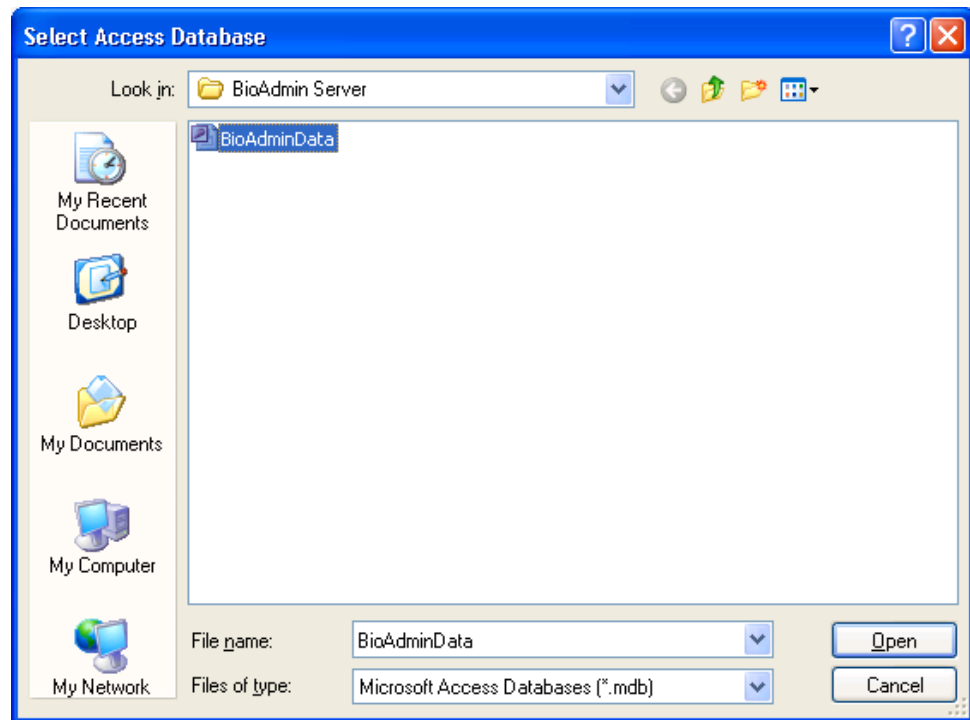 Select Access Database
Look in: BioAdmin Server
BioAdminData
My Recent
Documents
Desktop
My Documents
My Computer
My Network
File name: BioAdminData
Open
Files of type: Microsoft Access Databases (*.mdb)
Cancel